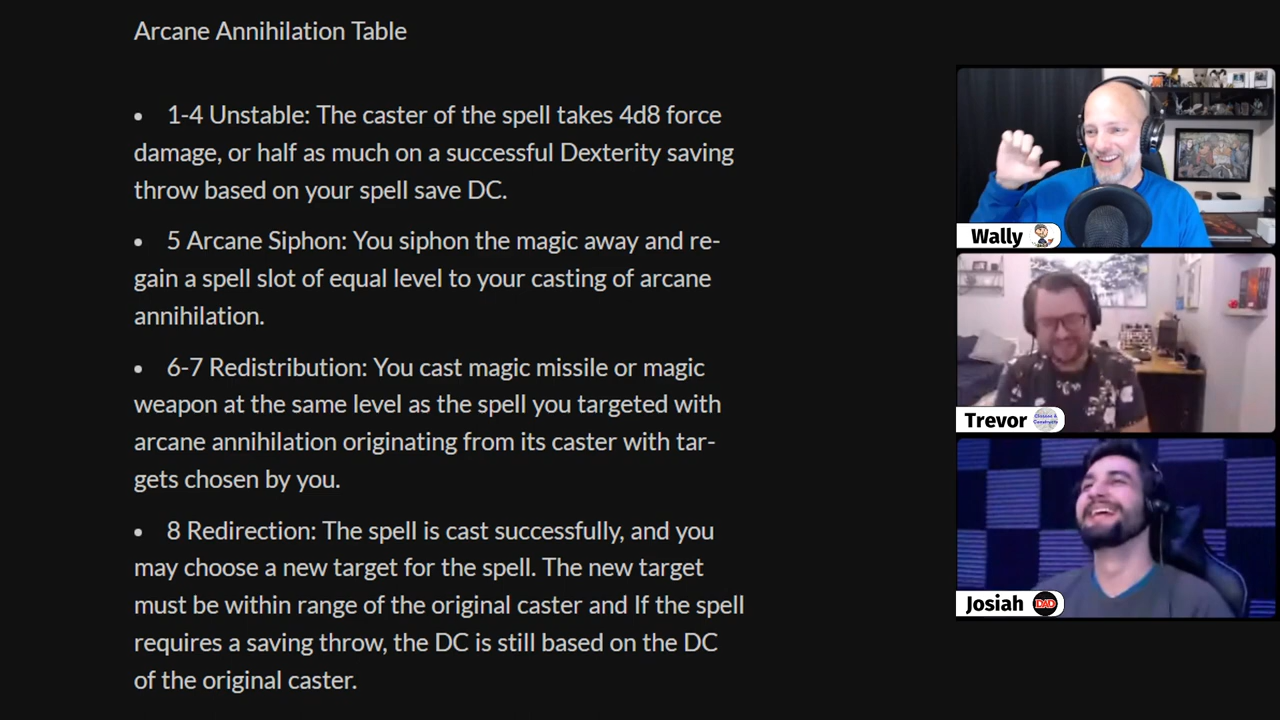 Arcane Annihilation Table
• 1-4 Unstable: The caster of the spell takes 4d8 force
damage, or half as much on a successful Dexterity saving
throw based on your spell save DC.
• 5 Arcane Siphon: You siphon the magic away and re-
gain a spell slot of equal level to your casting of arcane
annihilation.
• 6-7 Redistribution: You cast magic missile or magic
weapon at the same level as the spell you targeted with
arcane annihilation originating from its caster with tar-
gets chosen by you.
• 8 Redirection: The spell is cast successfully, and you
may choose a new target for the spell. The new target
must be within range of the original caster and If the spell
requires a saving throw, the DC is still based on the DC
of the original caster.
Wally
Trevor
Josiah DAD